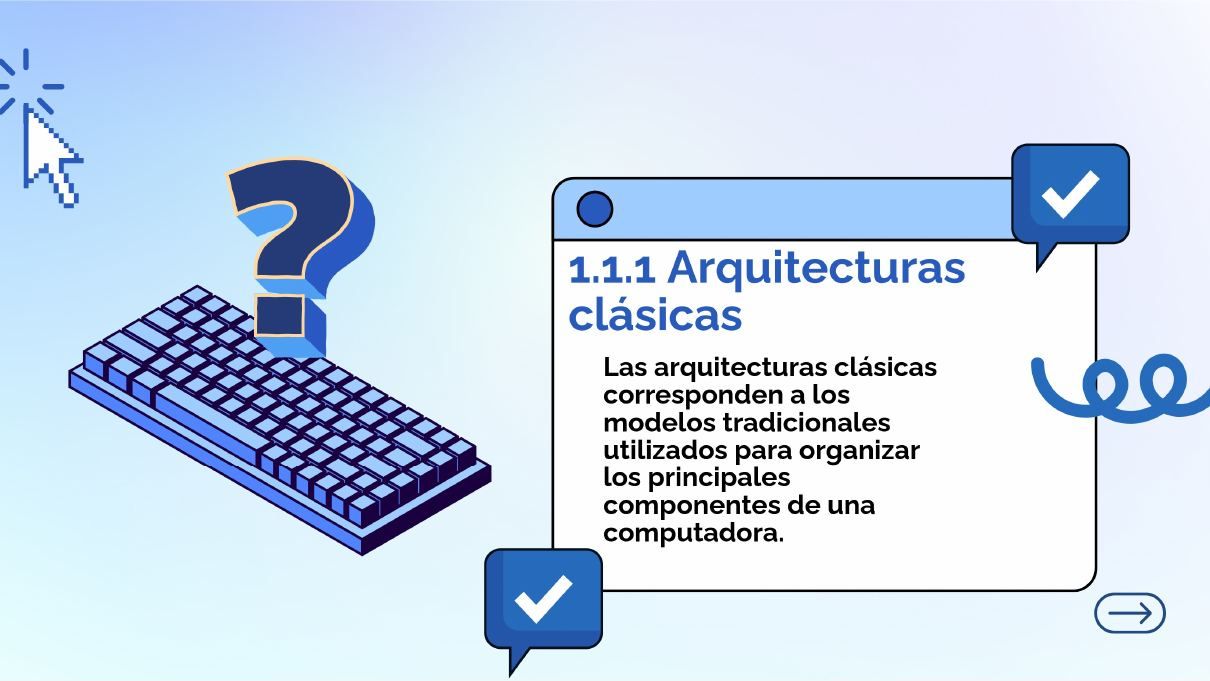 ?
1.1.1 Arquitecturas
clásicas
Las arquitecturas clásicas
corresponden a los
modelos tradicionales
utilizados para organizar
los principales
componentes de una
computadora.